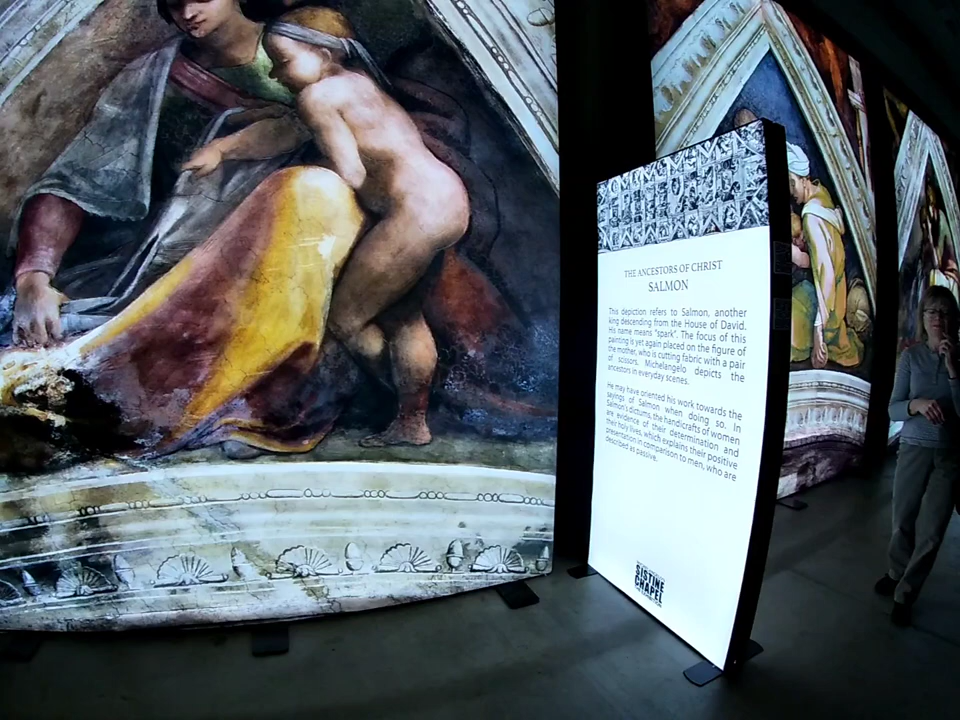 THE ANCESTORS OF CHRIST
SALMON
This depiction refers to Salmon, another
king descending from the House of David.
His name means "spark". The focus of this
painting is yet again placed on the figure of
the mother, who is cutting fabric with a pair
of scissors. Michelangelo depicts the
ancestors in everyday scenes.
He may have oriented his work towards the
sayings of Salmon when doing so. In
Salmon's dictums, the handicrafts of women
are evidence of their determination and
their holy lives, which explains their positive
presentation in comparison to men, who are
described as passive.
SISTINE
CHAPEL